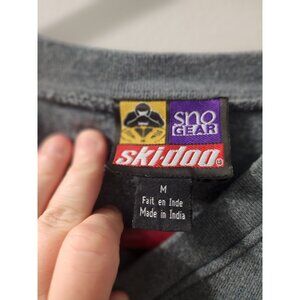 sno
GEAR
ski-doo®
M
Fait en Inde
Made in India